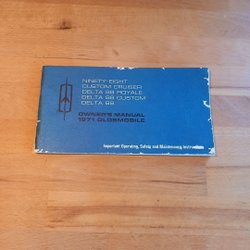 NINETY-EIGHT
CUSTOM CRUISER
DELTA 88 ROYALE
DELTA 88 CUSTOM
DELTA 88
OWNER'S MANUAL
1971 OLDSMOBILE
Important Operating, Safety and Maintenance Instructions